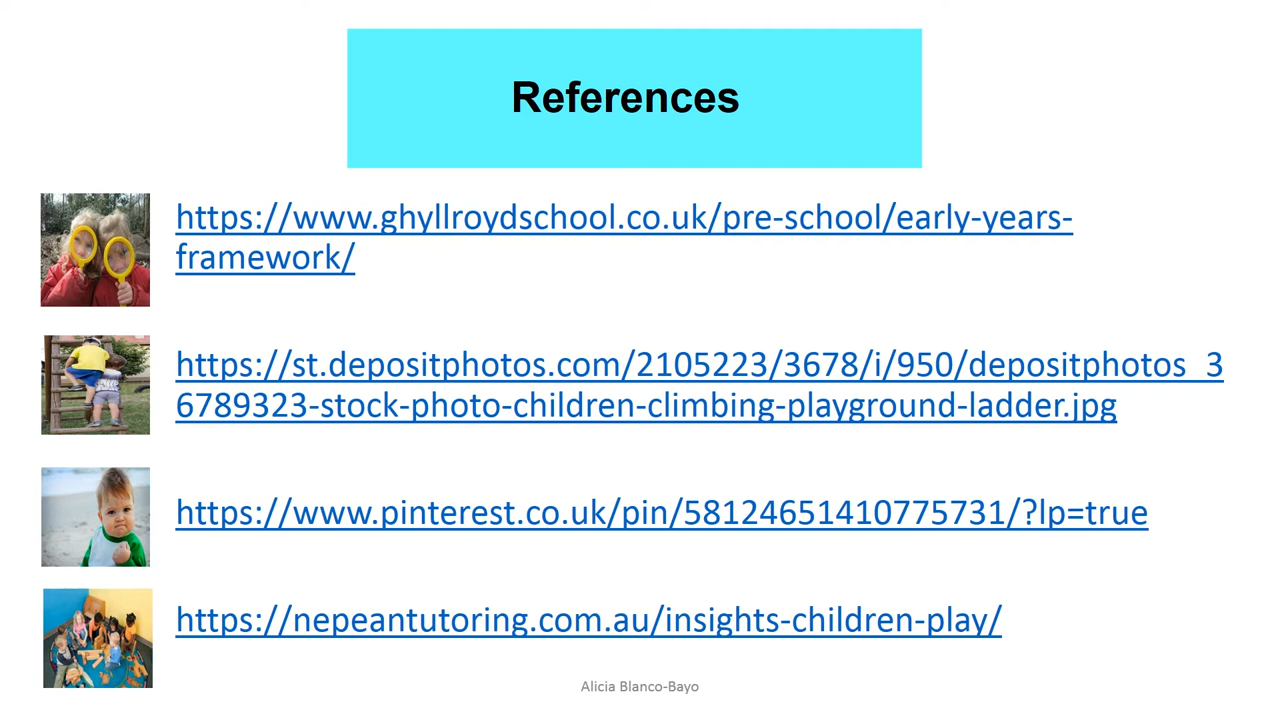 References
https://www.ghyllroydschool.co.uk/pre-school/early-years-
framework/
https://st.depositphotos.com/2105223/3678/i/950/depositphotos_3
6789323-stock-photo-children-climbing-playground-ladder.jpg
https://www.pinterest.co.uk/pin/58124651410775731/?lp=true
https://nepeantutoring.com.au/insights-children-play/
Alicia Blanco-Bayo